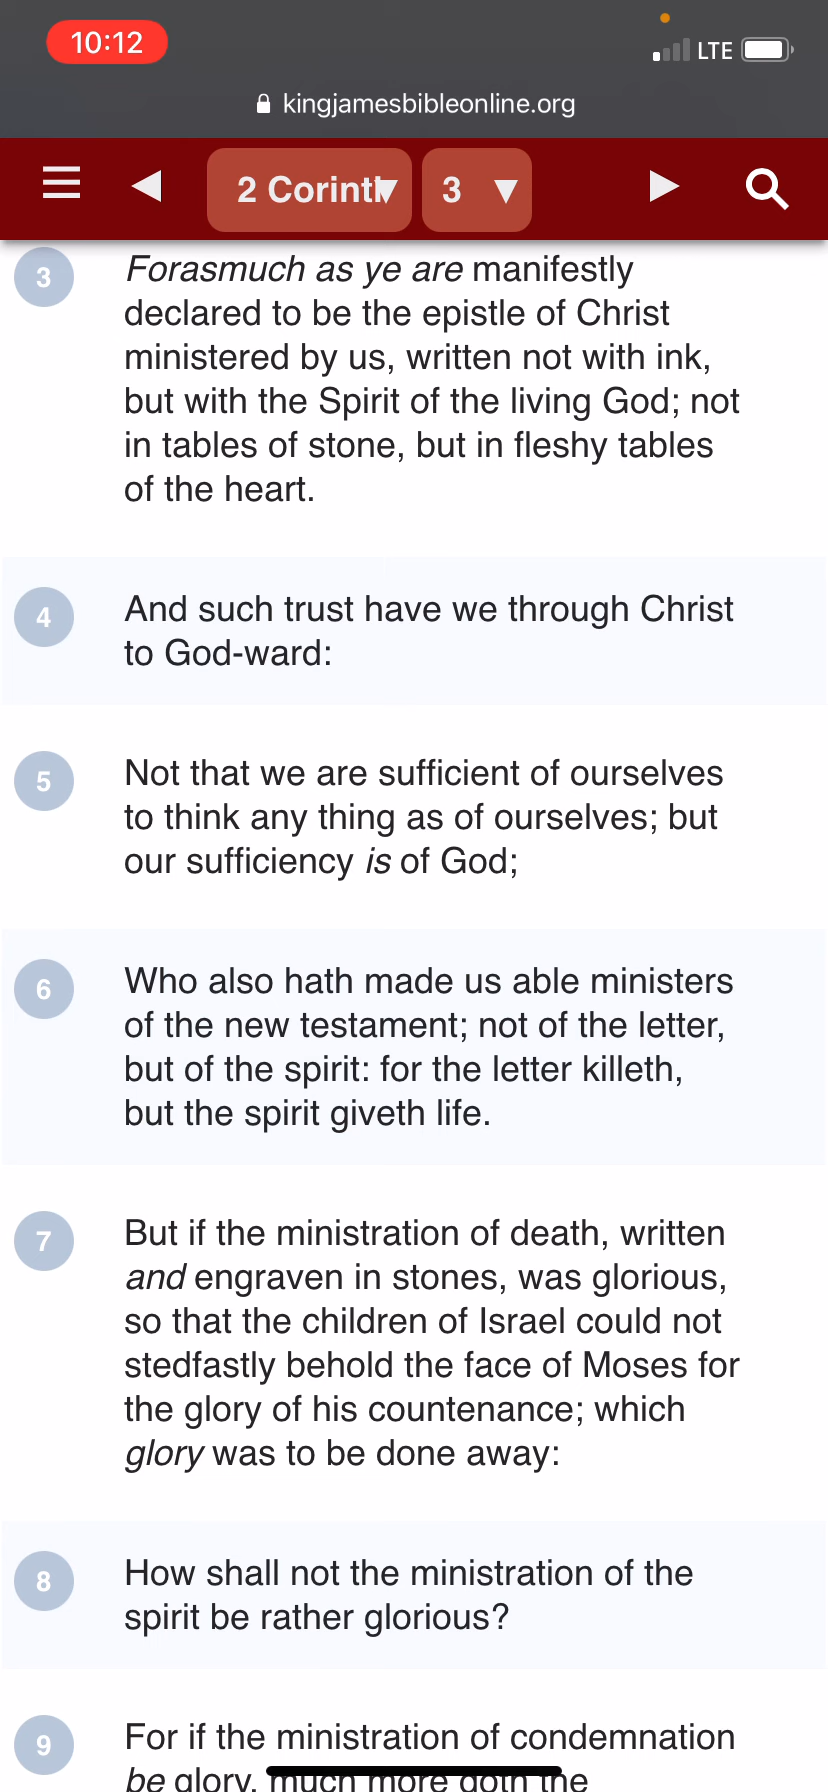 10:12
LTE
kingjamesbibleonline.org
2 Corinth
3
3
Forasmuch as ye are manifestly
declared to be the epistle of Christ
ministered by us, written not with ink,
but with the Spirit of the living God; not
in tables of stone, but in fleshy tables
of the heart.
4
And such trust have we through Christ
to God-ward:
5
Not that we are sufficient of ourselves
to think any thing as of ourselves; but
our sufficiency is of God;
6
Who also hath made us able ministers
of the new testament; not of the letter,
but of the spirit: for the letter killeth,
but the spirit giveth life.
7
But if the ministration of death, written
and engraven in stones, was glorious,
so that the children of Israel could not
stedfastly behold the face of Moses for
the glory of his countenance; which
glory was to be done away:
8
How shall not the ministration of the
spirit be rather glorious?
9
For if the ministration of condemnation
be glory, much more doth the